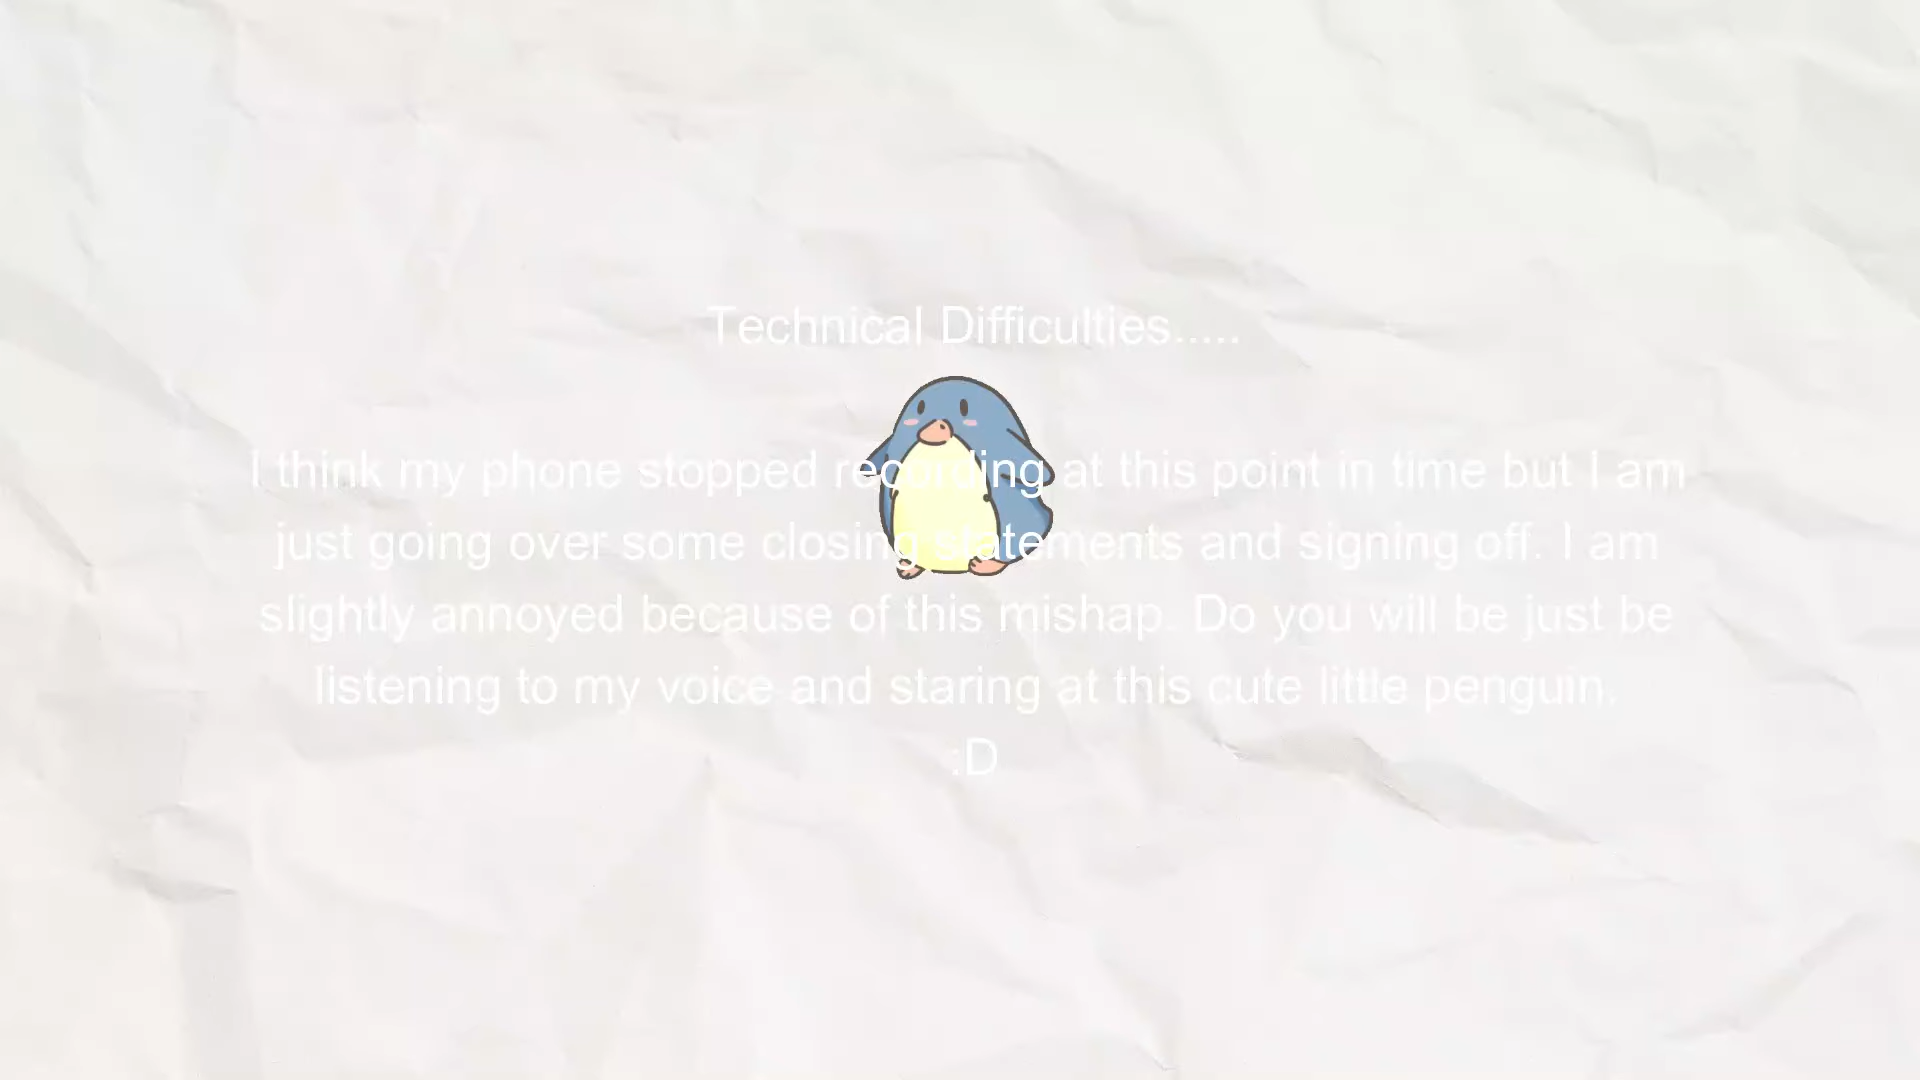 Technical Difficulties.....
I think my phone stopped recording at this point in time but I am
just going over some closing statements and signing off. I am
slightly annoyed because of this mishap. Do you will be just be
listening to my voice and staring at this cute little penguin.
:D